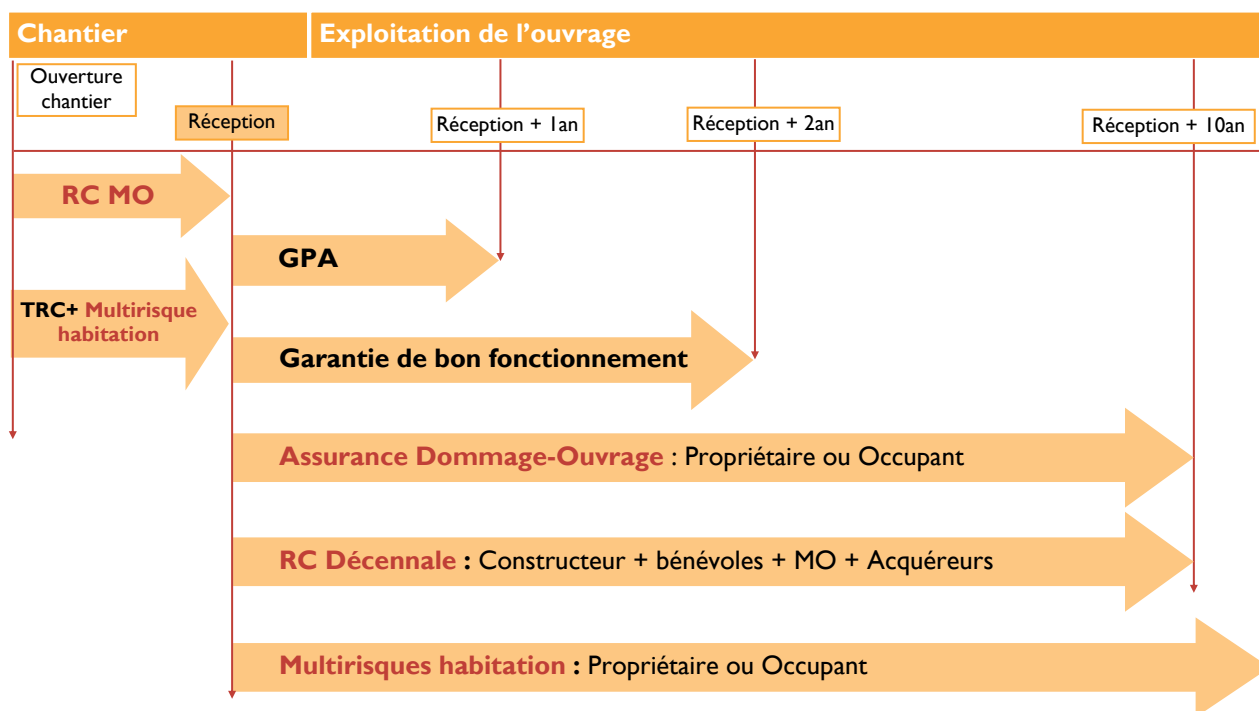 Chantier
Exploitation de l’ouvrage
Ouverture
chantier
Réception
Réception + 1an
Réception + 2an
Réception + 10an
RC MO
GPA
TRC+ Multirisque
habitation
Garantie de bon fonctionnement
Assurance Dommage-Ouvrage : Propriétaire ou Occupant
RC Décennale : Constructeur + bénévoles + MO + Acquéreurs
Multirisques habitation : Propriétaire ou Occupant